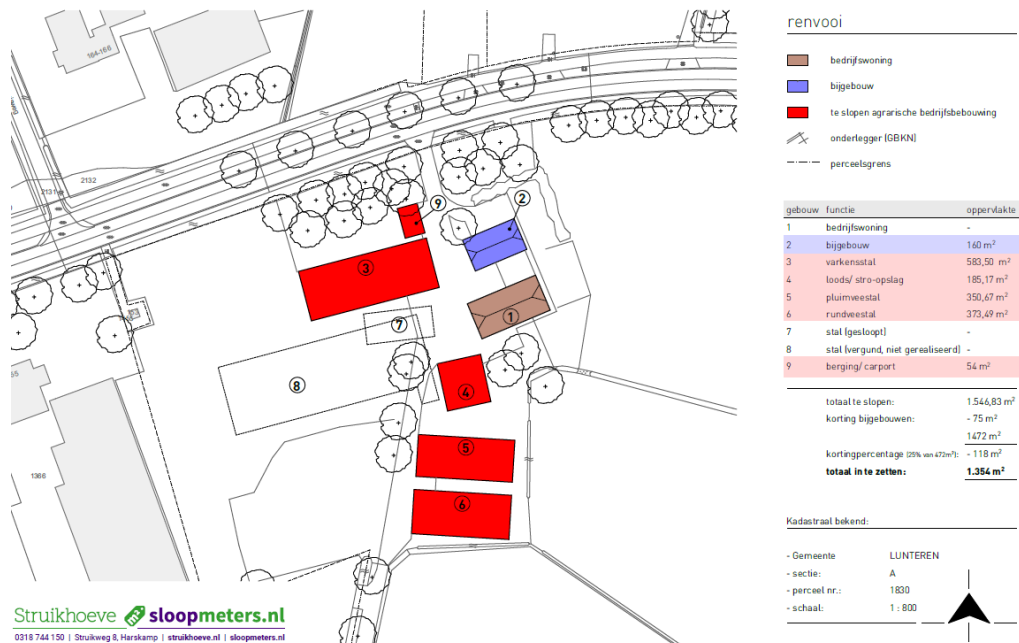 renvooi
bedrijfswoning
bijgebouw
te slopen agrarische bedrijfsbebouwing
onderlegger (GBKN)
perceelsgrens
gebouw functie oppervlakte
1 bedrijfswoning -
2 bijgebouw 160 m²
3 varkensstal 583,50 m²
4 loods/ stro-opslag 185,17 m²
5 pluimveestal 350,67 m²
6 rundveestal 373,49 m²
7 stal (gesloopt) -
8 stal (vergund, niet gerealiseerd) -
9 berging/ carport 54 m²
totaal te slopen: 1.546,83 m²
korting bijgebouwen: - 75 m²
1472 m²
kortingpercentage (25% van 472m²): - 118 m²
totaal in te zetten: 1.354 m²
Kadastraal bekend:
- Gemeente LUNTEREN
- sectie: A
- perceel nr.: 1830
- schaal: 1 : 800
164-166
2132
2131
2
9
3
7
1
8
4
5
6
1366
Struikhoeve sloopmeters.nl
0318 744 150 | Struikweg 8, Harskamp | struikhoeve.nl | sloopmeters.nl